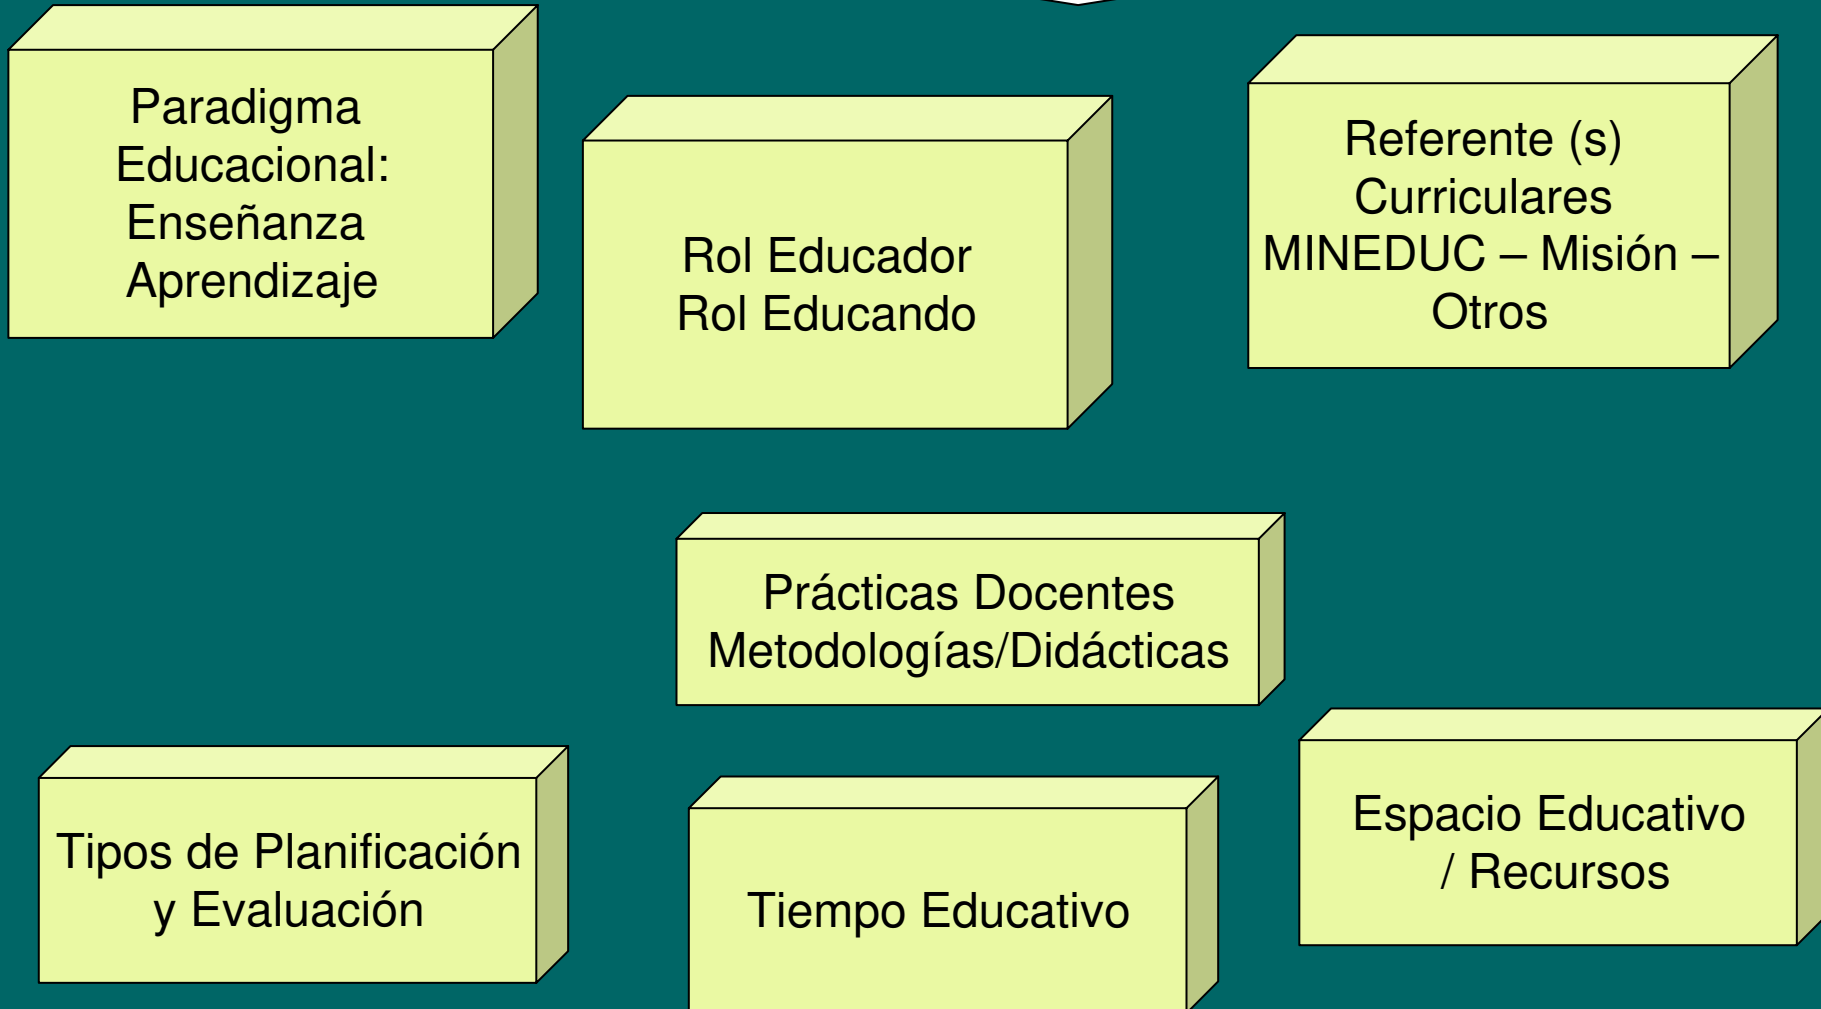 Paradigma
Educacional:
Enseñanza
Aprendizaje
Rol Educador
Rol Educando
Referente (s)
Curriculares
MINEDUC – Misión –
Otros
Prácticas Docentes
Metodologías/Didácticas
Tipos de Planificación
y Evaluación
Tiempo Educativo
Espacio Educativo
/ Recursos